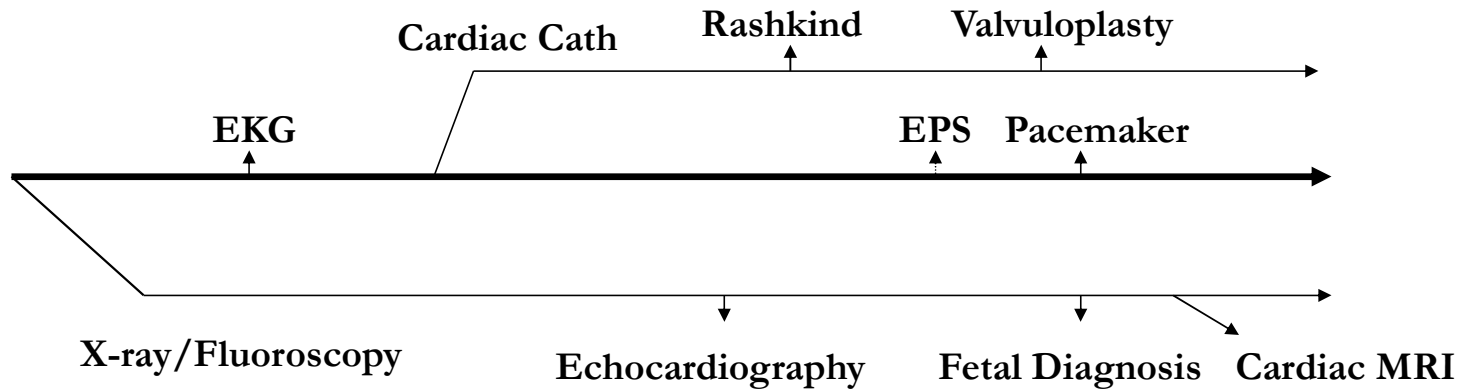 Cardiac Cath
Rashkind
Valvuloplasty
EKG
EPS
Pacemaker
X-ray/Fluoroscopy
Echocardiography
Fetal Diagnosis
Cardiac MRI